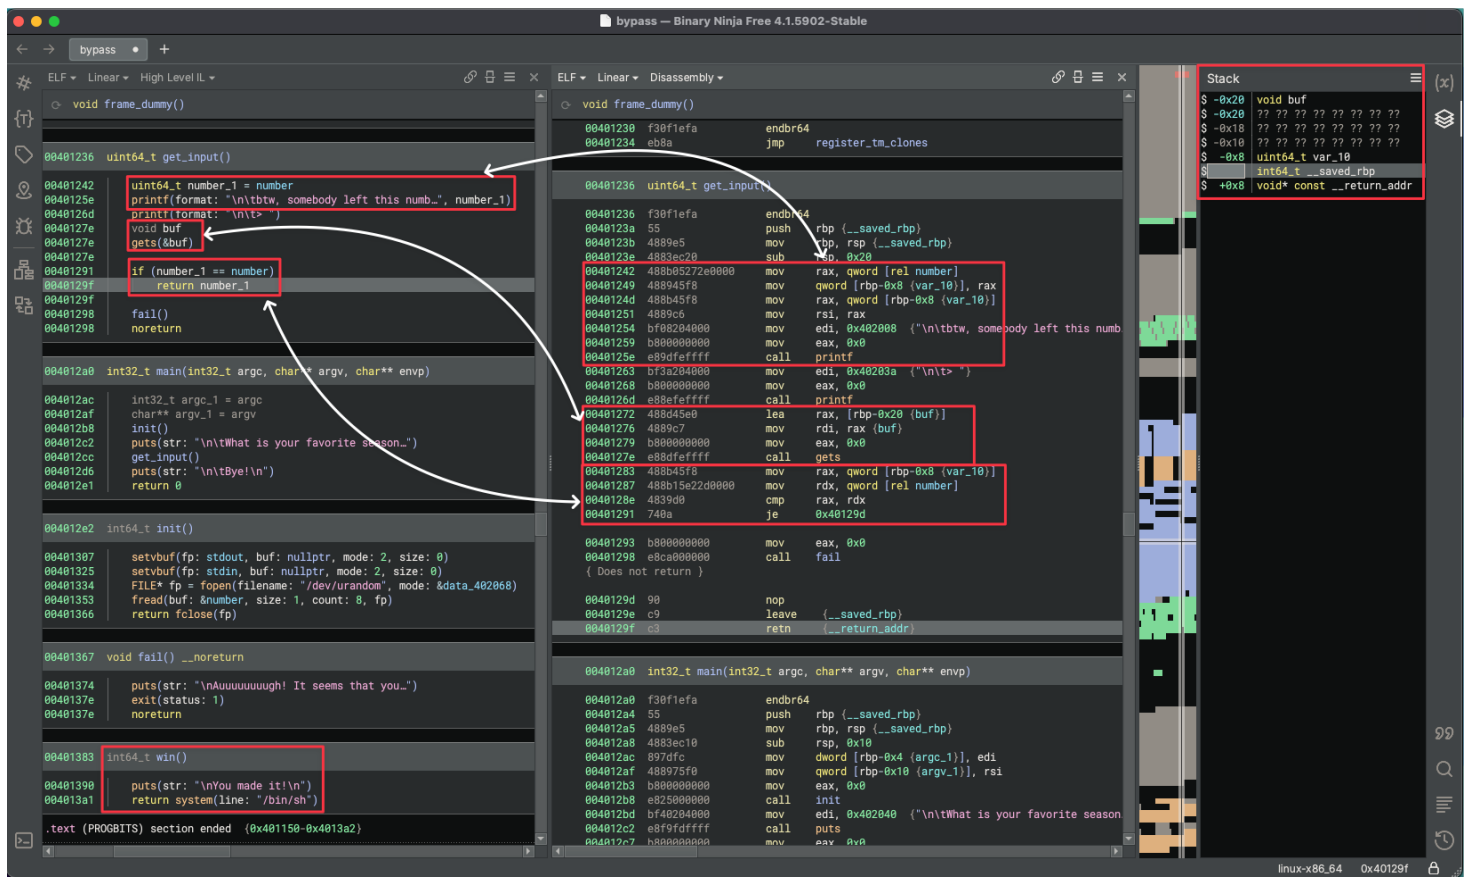 bypass — Binary Ninja Free 4.1.5902-Stable
bypass
ELF Linear High Level IL
void frame_dummy()
00401236 uint64_t get_input()
00401242 uint64_t number_1 = number
0040125e printf(format: "\n\tbtw, somebody left this numb…", number_1)
0040126d printf(format: "\n\t> ")
0040127e void buf
0040127e gets(&buf)
0040127e
00401291 if (number_1 == number)
0040129f return number_1
0040129f
00401298 fail()
00401298 noreturn
004012a0 int32_t main(int32_t argc, char** argv, char** envp)
004012ac int32_t argc_1 = argc
004012af char** argv_1 = argv
004012b8 init()
004012c2 puts(str: "\n\tWhat is your favorite season…")
004012cc get_input()
004012d6 puts(str: "\n\tBye!\n")
004012e1 return 0
004012e2 int64_t init()
00401307 setvbuf(fp: stdout, buf: nullptr, mode: 2, size: 0)
00401325 setvbuf(fp: stdin, buf: nullptr, mode: 2, size: 0)
00401334 FILE* fp = fopen(filename: "/dev/urandom", mode: &data_402068)
00401353 fread(buf: &number, size: 1, count: 8, fp)
00401366 return fclose(fp)
00401367 void fail() __noreturn
00401374 puts(str: "\nAuuuuuuuugh! It seems that you…")
0040137e exit(status: 1)
0040137e noreturn
00401383 int64_t win()
00401390 puts(str: "\nYou made it!\n")
004013a1 return system(line: "/bin/sh")
.text (PROGBITS) section ended {0x401150-0x4013a2}
ELF Linear Disassembly
void frame_dummy()
00401230 f30f1efa endbr64
00401234 eb8a jmp register_tm_clones
00401236 uint64_t get_input()
00401236 f30f1efa endbr64
0040123a 55 push rbp {__saved_rbp}
0040123b 4889e5 mov rbp, rsp {__saved_rbp}
0040123e 4883ec20 sub rsp, 0x20
00401242 488b05272e0000 mov rax, qword [rel number]
00401249 488945f8 mov qword [rbp-0x8 {var_10}], rax
0040124d 488b45f8 mov rax, qword [rbp-0x8 {var_10}]
00401251 4889c6 mov rsi, rax
00401254 bf08204000 mov edi, 0x402008 {"\n\tbtw, somebody left this numb
00401259 b800000000 mov eax, 0x0
0040125e e89dfeffff call printf
00401263 bf3a204000 mov edi, 0x40203a {"\n\t> "}
00401268 b800000000 mov eax, 0x0
0040126d e88efeffff call printf
00401272 488d45e0 lea rax, [rbp-0x20 {buf}]
00401276 4889c7 mov rdi, rax {buf}
00401279 b800000000 mov eax, 0x0
0040127e e88dfeffff call gets
00401283 488b45f8 mov rax, qword [rbp-0x8 {var_10}]
00401287 488b15e22d0000 mov rdx, qword [rel number]
0040128e 4839d0 cmp rax, rdx
00401291 740a je 0x40129d
00401293 b800000000 mov eax, 0x0
00401298 e8ca000000 call fail
{ Does not return }
0040129d 90 nop
0040129e c9 leave {__saved_rbp}
0040129f c3 retn {__return_addr}
004012a0 int32_t main(int32_t argc, char** argv, char** envp)
004012a0 f30f1efa endbr64
004012a4 55 push rbp {__saved_rbp}
004012a5 4889e5 mov rbp, rsp {__saved_rbp}
004012a8 4883ec10 sub rsp, 0x10
004012ac 897dfc mov dword [rbp-0x4 {argc_1}], edi
004012af 488975f0 mov qword [rbp-0x10 {argv_1}], rsi
004012b3 b800000000 mov eax, 0x0
004012b8 e825000000 call init
004012bd bf40204000 mov edi, 0x402040 {"\n\tWhat is your favorite season
004012c2 e8f9fdffff call puts
004012c7 b800000000 mov eax, 0x0
Stack
$ -0x20 void buf
$ -0x20 ?? ?? ?? ?? ?? ?? ?? ??
$ -0x18 ?? ?? ?? ?? ?? ?? ?? ??
$ -0x10 ?? ?? ?? ?? ?? ?? ?? ??
$ -0x8 uint64_t var_10
$ int64_t __saved_rbp
$ +0x8 void* const __return_addr
linux-x86_64 0x40129f